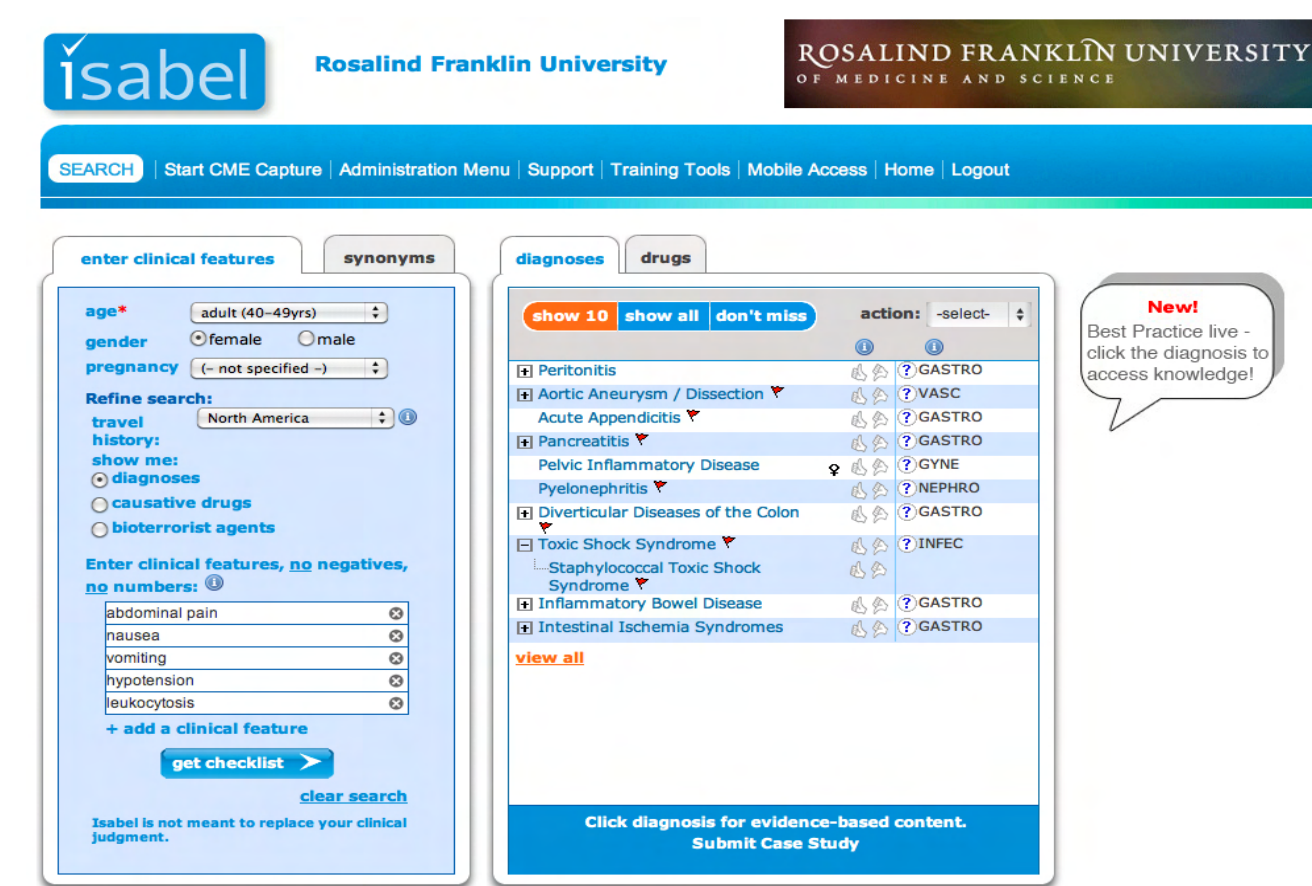 isabel
Rosalind Franklin University
ROSALIND FRANKLIN UNIVERSITY
OF MEDICINE AND SCIENCE
SEARCH | Start CME Capture | Administration Menu | Support | Training Tools | Mobile Access | Home | Logout
enter clinical features
synonyms
age* adult (40-49yrs)
gender female male
pregnancy (- not specified -)
Refine search:
travel North America
history:
show me:
diagnoses
causative drugs
bioterrorist agents
Enter clinical features, no negatives,
no numbers:
abdominal pain
nausea
vomiting
hypotension
leukocytosis
+ add a clinical feature
get checklist
clear search
Isabel is not meant to replace your clinical
judgment.
diagnoses
drugs
show 10 show all don't miss action: -select-
Peritonitis ? GASTRO
Aortic Aneurysm / Dissection ? VASC
Acute Appendicitis ? GASTRO
Pancreatitis ? GASTRO
Pelvic Inflammatory Disease ♀ ? GYNE
Pyelonephritis ? NEPHRO
Diverticular Diseases of the Colon ? GASTRO
Toxic Shock Syndrome ? INFEC
Staphylococcal Toxic Shock
Syndrome
Inflammatory Bowel Disease ? GASTRO
Intestinal Ischemia Syndromes ? GASTRO
view all
Click diagnosis for evidence-based content.
Submit Case Study
New!
Best Practice live -
click the diagnosis to
access knowledge!